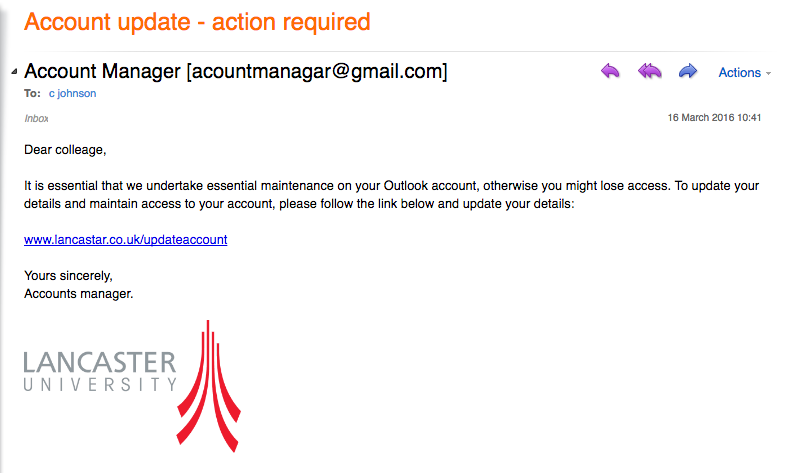 Account update - action required
Account Manager [acountmanagar@gmail.com]
Actions
To: c johnson
Inbox
16 March 2016 10:41
Dear colleage,
It is essential that we undertake essential maintenance on your Outlook account, otherwise you might lose access. To update your
details and maintain access to your account, please follow the link below and update your details:
www.lancastar.co.uk/updateaccount
Yours sincerely,
Accounts manager.
LANCASTER
UNIVERSITY